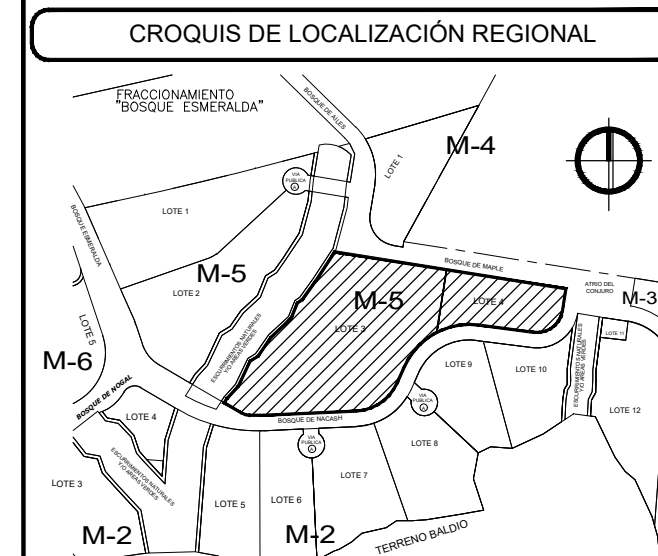 CROQUIS DE LOCALIZACIÓN REGIONAL
FRACCIONAMIENTO
"BOSQUE ESMERALDA"
BOSQUE DE AILES
M-4
LOTE 1
VIA
PUBLICA
A
LOTE 1
BOSQUE ESMERALDA
BOSQUE DE MAPLE
ATRIO DEL
CONJURO
M-3
M-5
LOTE 2
M-5
LOTE 3
LOTE 4
LOTE 5
ESCURRIMIENTOS NATURALES
Y/O AREAS VERDES
ESCURRIMIENTOS NATURALES
Y/O AREAS VERDES
LOTE 11
M-6
BOSQUE DE NOGAL
LOTE 9
LOTE 10
LOTE 4
BOSQUE DE NACASH
VIA
PUBLICA
A
LOTE 12
VIA
PUBLICA
A
LOTE 8
ESCURRIMIENTOS NATURALES
Y/O AREAS VERDES
LOTE 3
LOTE 5
LOTE 6
LOTE 7
M-2
M-2
TERRENO BALDIO